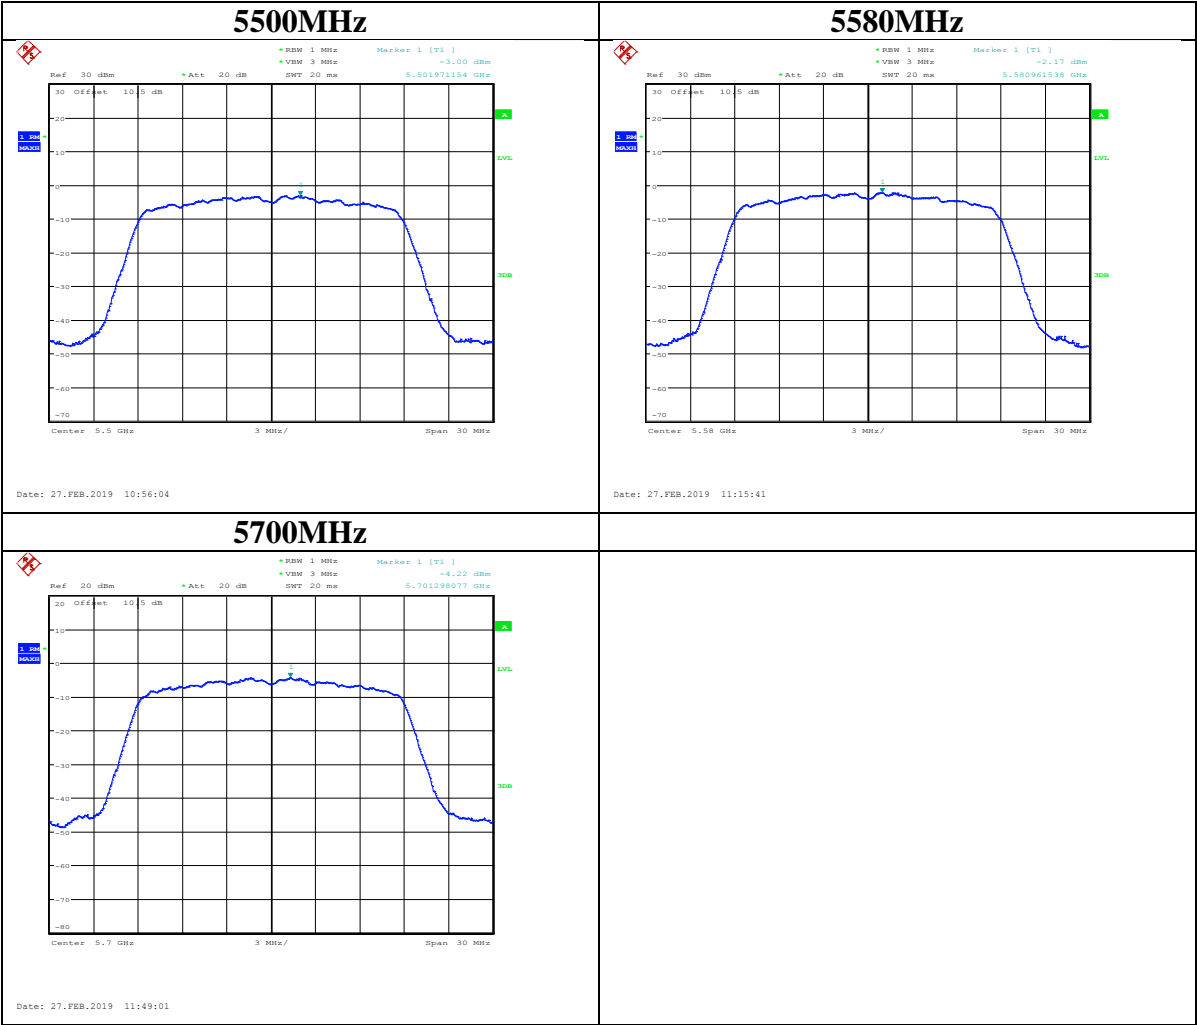 5500MHz
5580MHz
R S
* RBW 1 MHz Marker 1 [T1 ]
* VBW 3 MHz -3.00 dBm
Ref 30 dBm * Att 20 dB SWT 20 ms 5.501971154 GHz
30 Offset 10.5 dB
A
20
1 RM *
MAXH
10
LVL
0
1
-10
-20
3DB
-30
-40
-50
-60
-70
Center 5.5 GHz 3 MHz/ Span 30 MHz
Date: 27.FEB.2019 10:56:04
R S
* RBW 1 MHz Marker 1 [T1 ]
* VBW 3 MHz -2.17 dBm
Ref 30 dBm * Att 20 dB SWT 20 ms 5.580961538 GHz
30 Offset 10.5 dB
A
20
1 RM *
MAXH
10
LVL
0
1
-10
-20
3DB
-30
-40
-50
-60
-70
Center 5.58 GHz 3 MHz/ Span 30 MHz
Date: 27.FEB.2019 11:15:41
5700MHz
R S
* RBW 1 MHz Marker 1 [T1 ]
* VBW 3 MHz -4.22 dBm
Ref 20 dBm * Att 20 dB SWT 20 ms 5.701298077 GHz
20 Offset 10.5 dB
A
10
1 RM *
MAXH
0
LVL
1
-10
-20
-30
3DB
-40
-50
-60
-70
-80
Center 5.7 GHz 3 MHz/ Span 30 MHz
Date: 27.FEB.2019 11:49:01